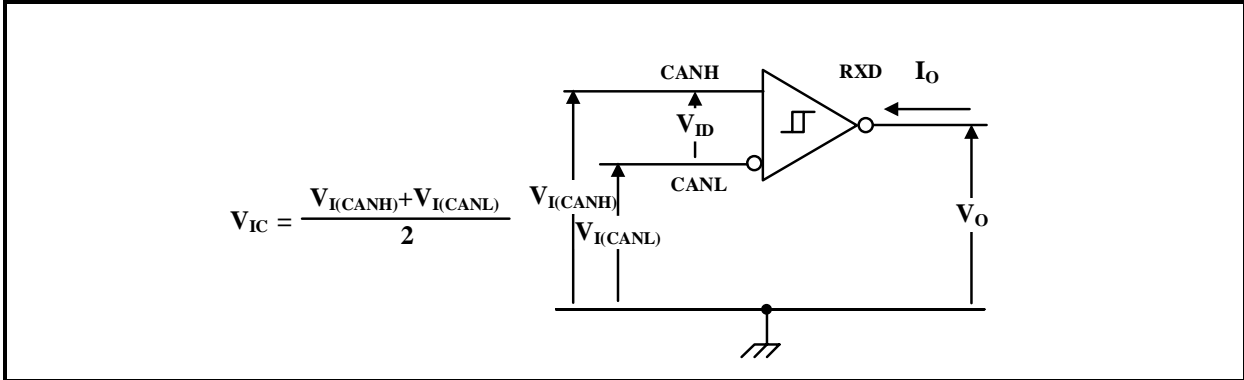 CANH
RXD
I_O
V_ID
CANL
V_IC = (V_I(CANH)+V_I(CANL))/2
V_I(CANH)
V_I(CANL)
V_O